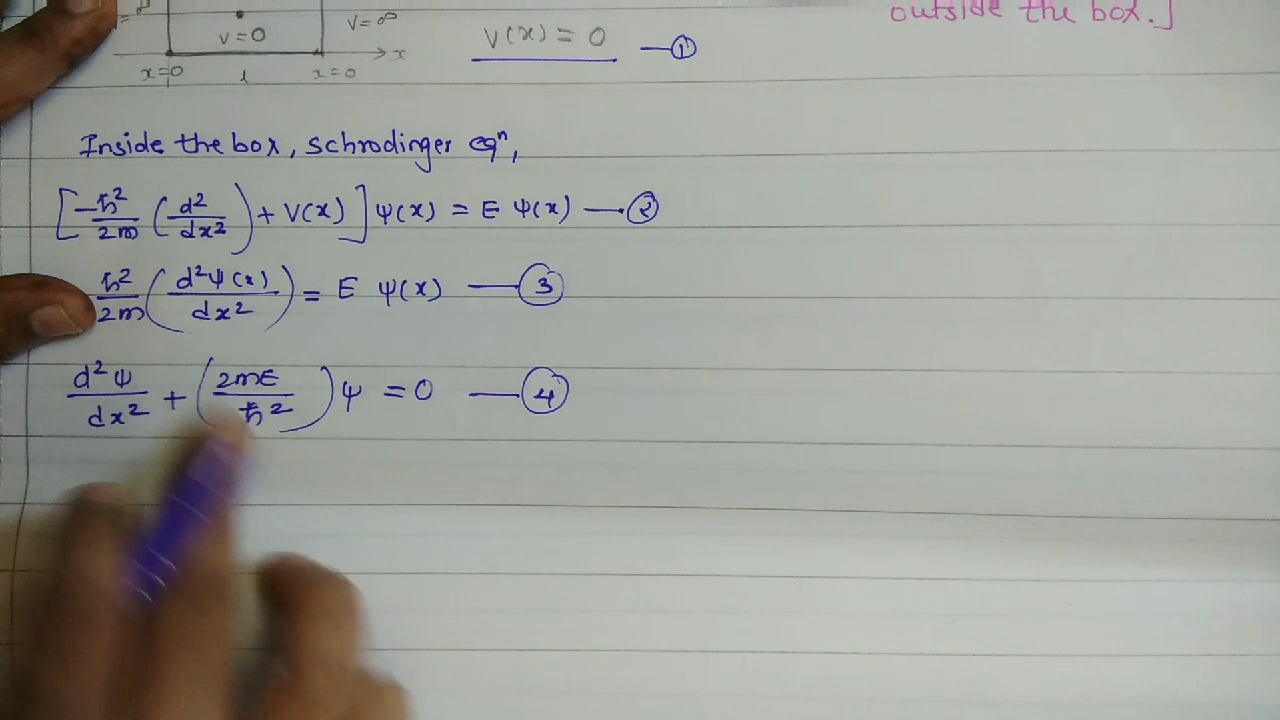 outside the box.]
= ∞
V=0
V=∞
V(x) = 0 —①
x
x=0 l x=0
Inside the box, schrodinger eqⁿ,
[-ℏ²/2m (d²/dx²) + V(x)] ψ(x) = E ψ(x) —②
ℏ²/2m (d²ψ(x)/dx²) = E ψ(x) —③
d²ψ/dx² + (2mE/ℏ²) ψ = 0 —④